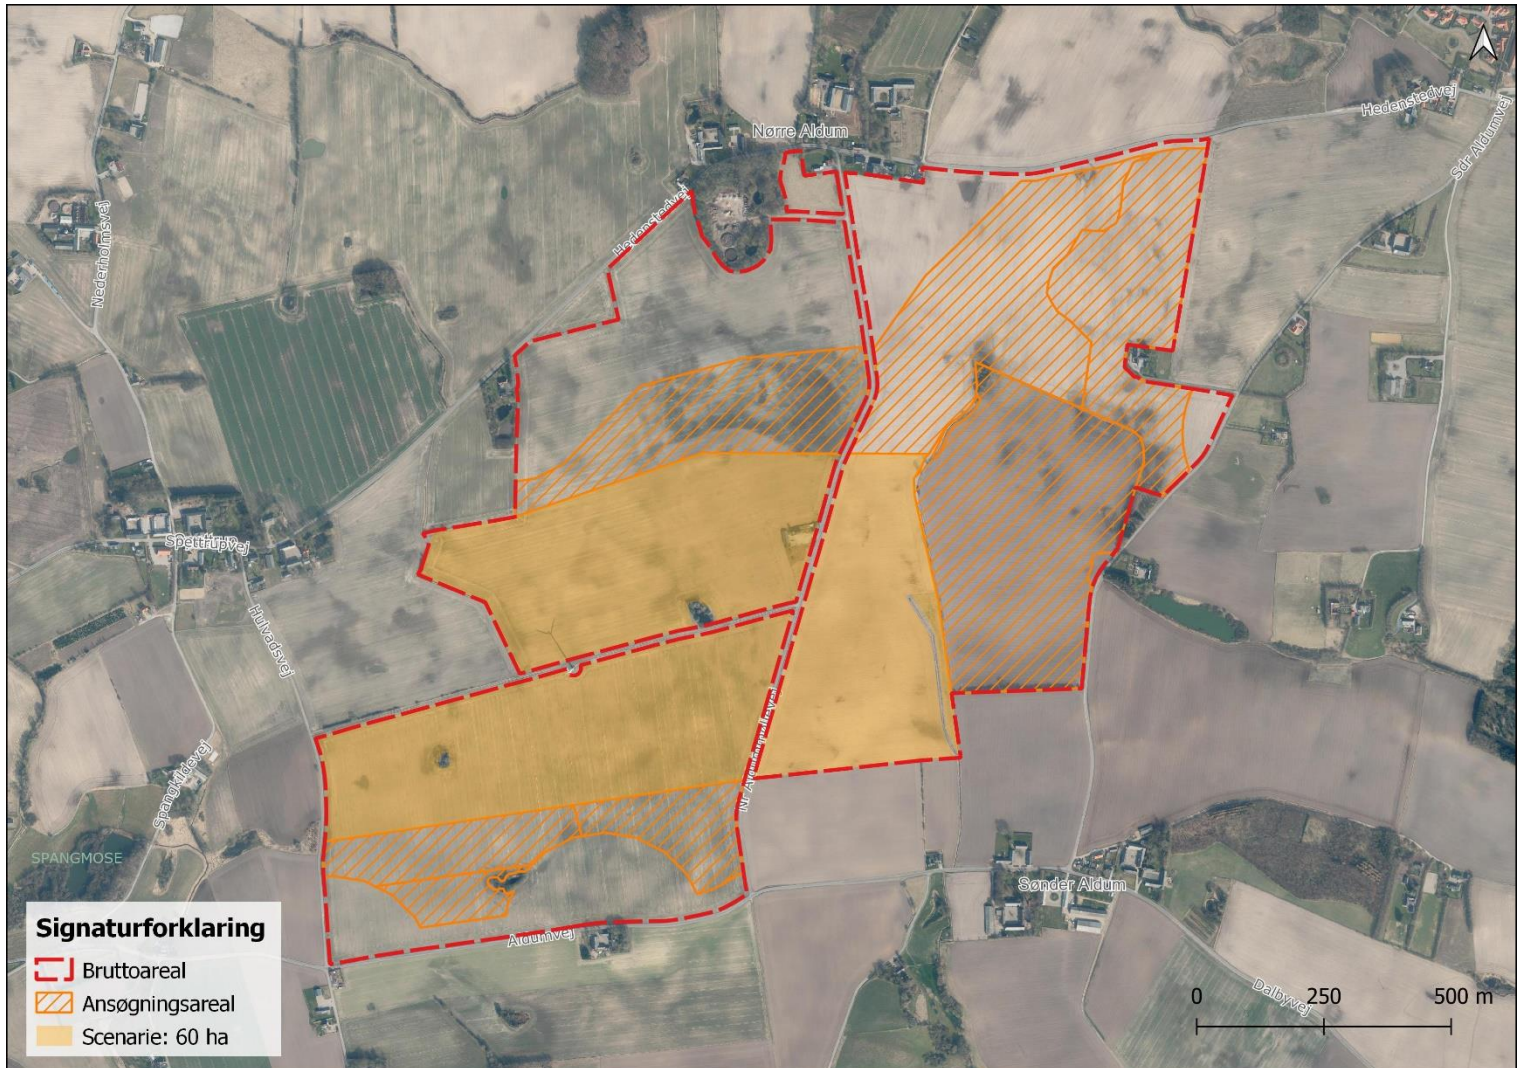 Nørre Aldum
Hedenstedvej
Sdr Aldumvej
Hedenstedvej
Nederholmsvej
Spettrupvej
Hulvadsvej
Spangkildevej
SPANGMOSE
Sønder Aldum
Aldumvej
Dalbyvej
Signaturforklaring
Bruttoareal
Ansøgningsareal
Scenarie: 60 ha
0 250 500 m